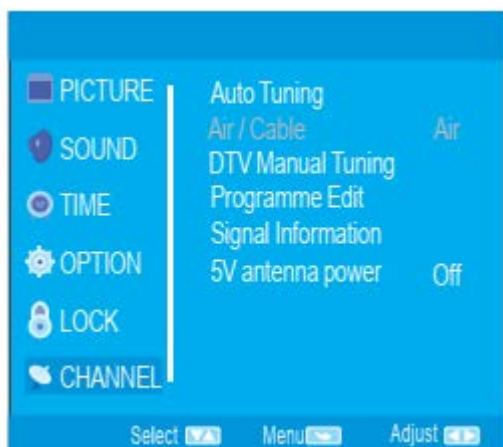 PICTURE
SOUND
TIME
OPTION
LOCK
CHANNEL
Auto Tuning
Air / Cable Air
DTV Manual Tuning
Programme Edit
Signal Information
5V antenna power Off
Select Menu Adjust